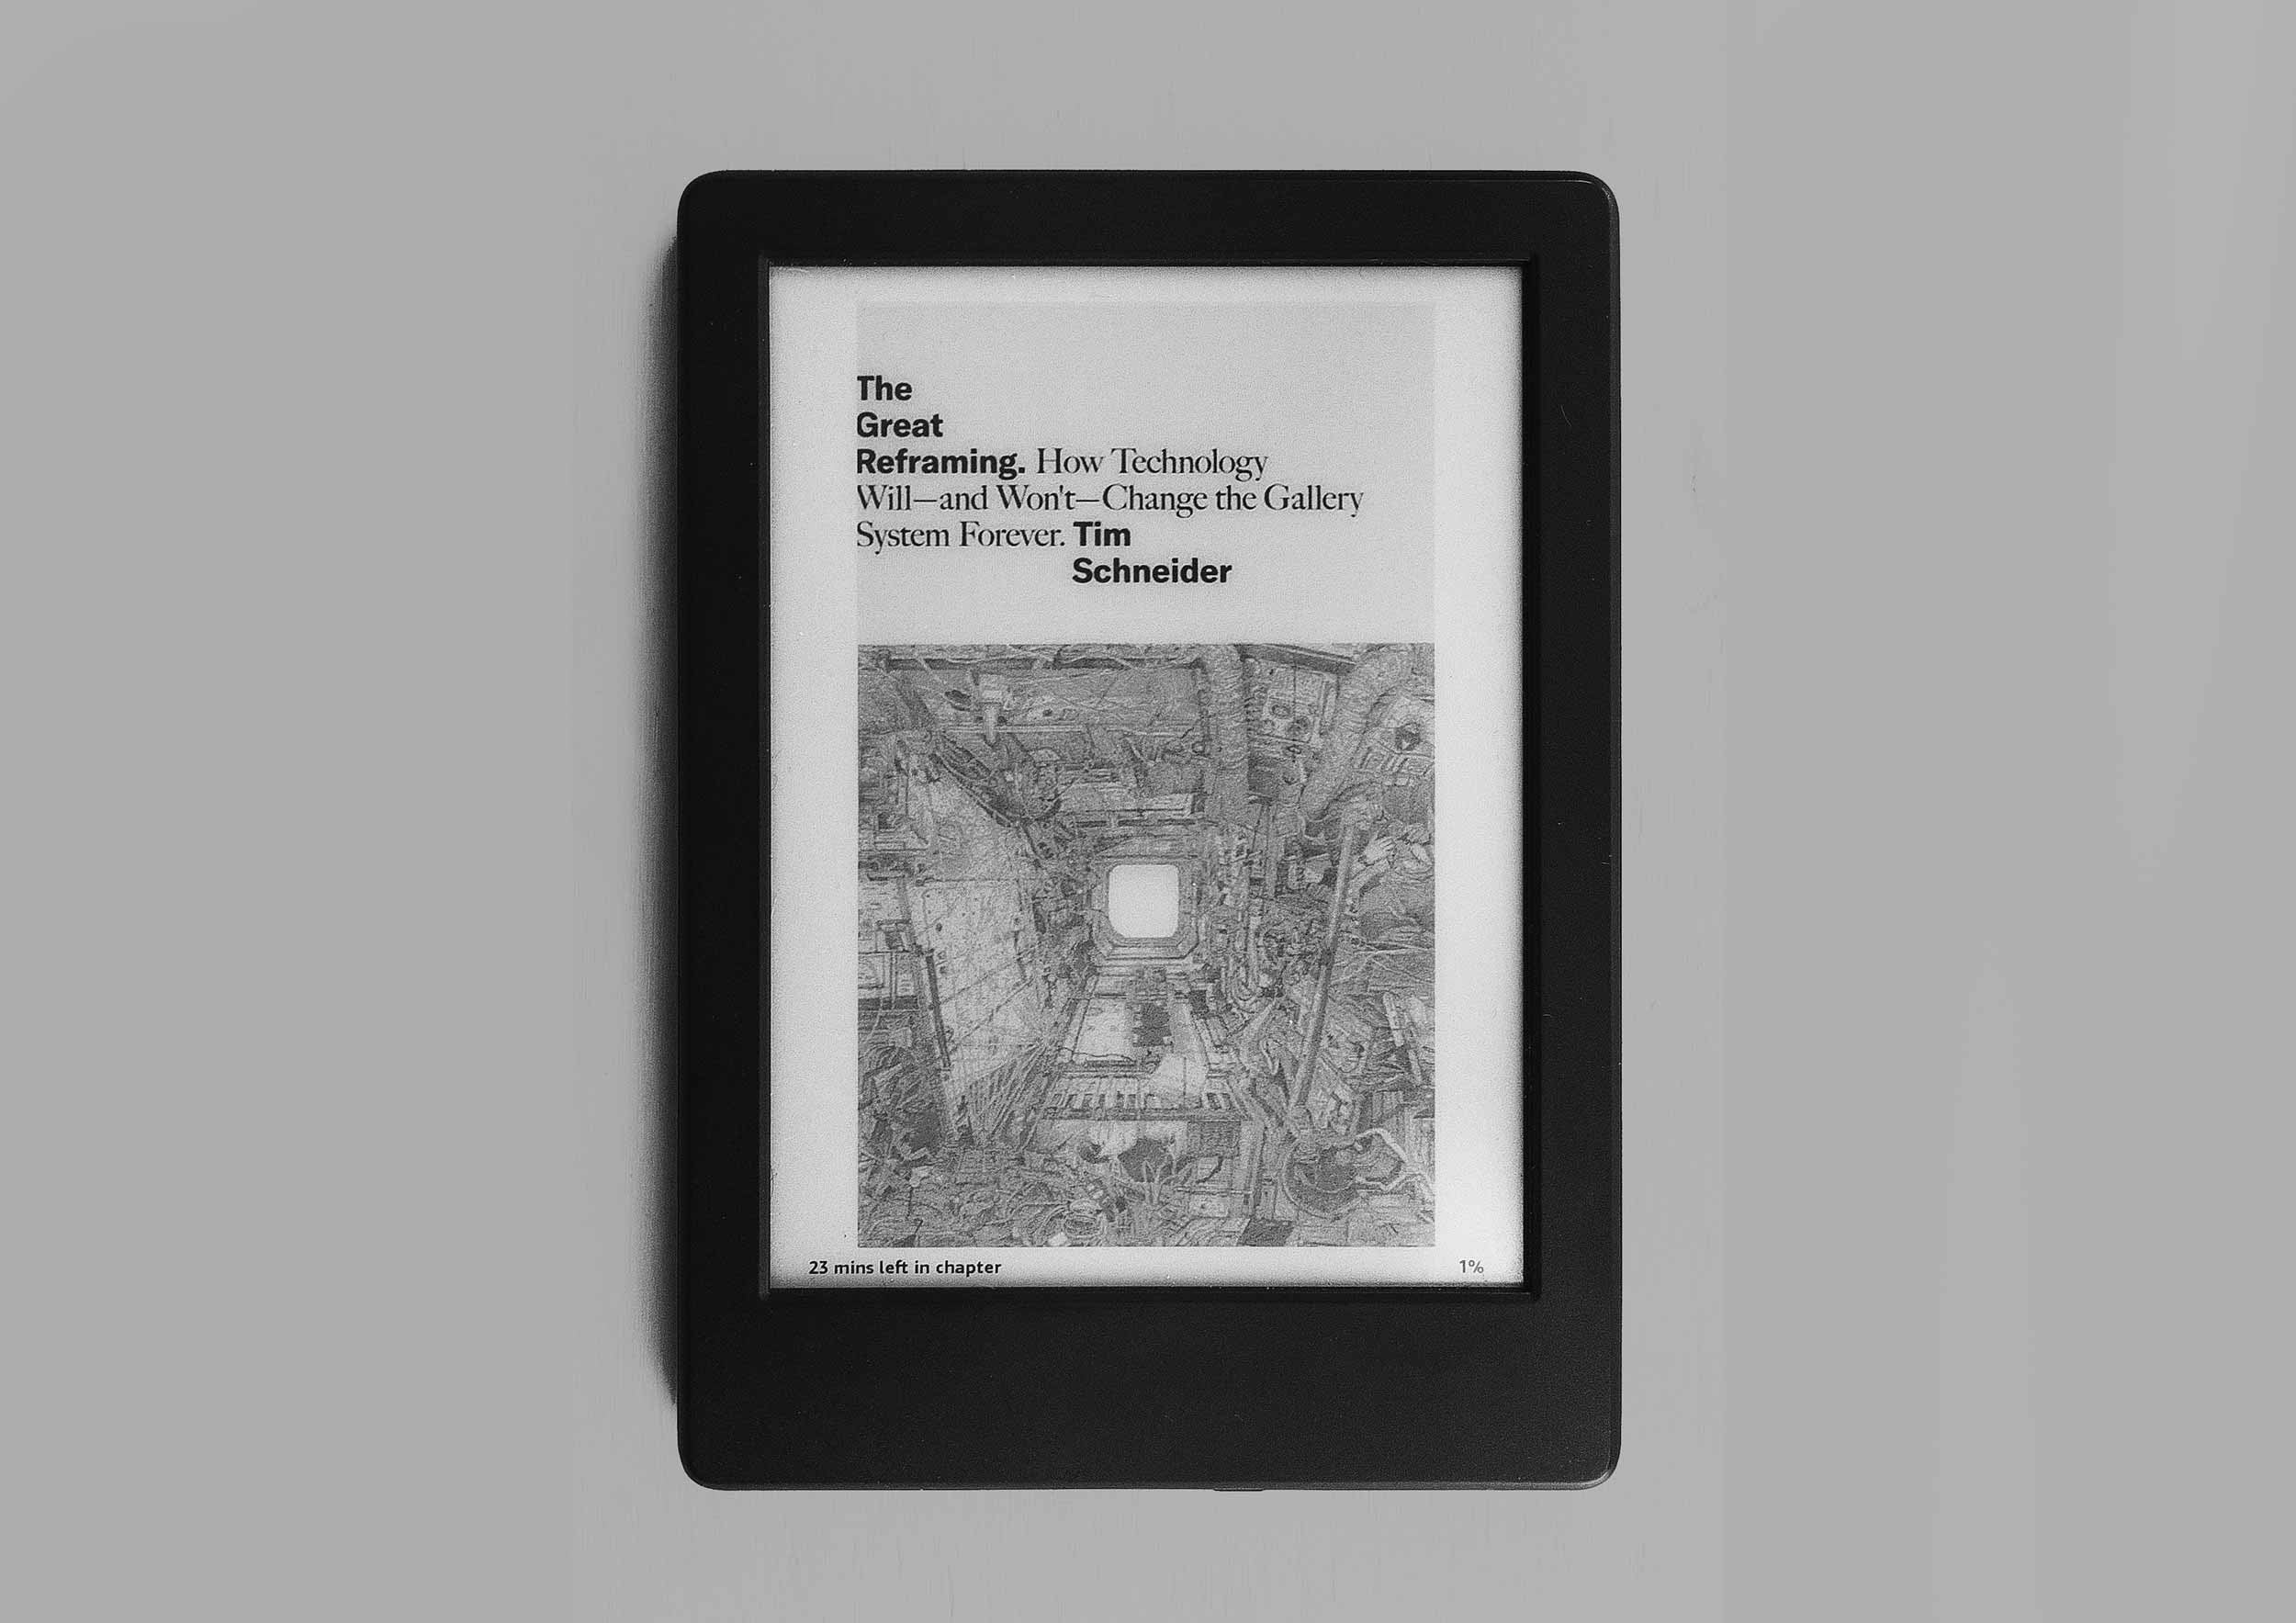 The
Great
Reframing. How Technology
Will—and Won't—Change the Gallery
System Forever. Tim
Schneider
23 mins left in chapter
1%